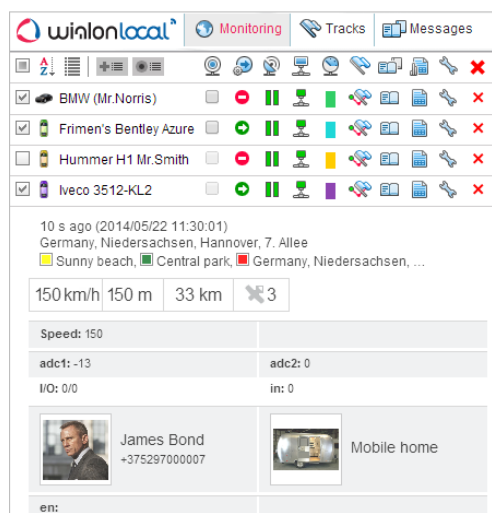 wialon local
Monitoring
Tracks
Messages
A
Z
BMW (Mr.Norris)
Frimen's Bentley Azure
Hummer H1 Mr.Smith
Iveco 3512-KL2
10 s ago (2014/05/22 11:30:01)
Germany, Niedersachsen, Hannover, 7. Allee
Sunny beach, Central park, Germany, Niedersachsen, ...
150 km/h 150 m 33 km 3
Speed: 150
adc1: -13 adc2: 0
I/O: 0/0 in: 0
James Bond
+375297000007
Mobile home
en: